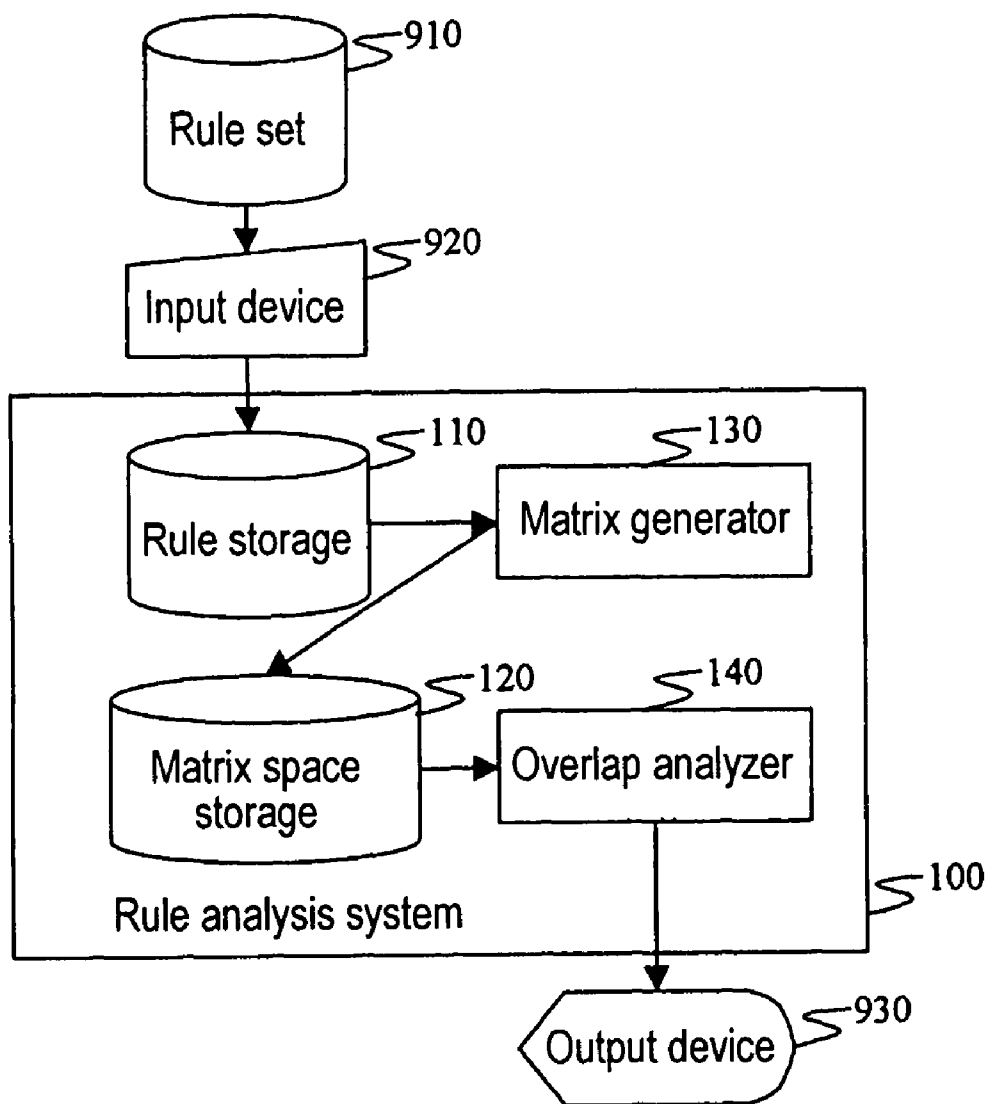 910
Rule set
920
Input device
110
130
Rule storage
Matrix generator
120
140
Matrix space
storage
Overlap analyzer
100
Rule analysis system
930
Output device